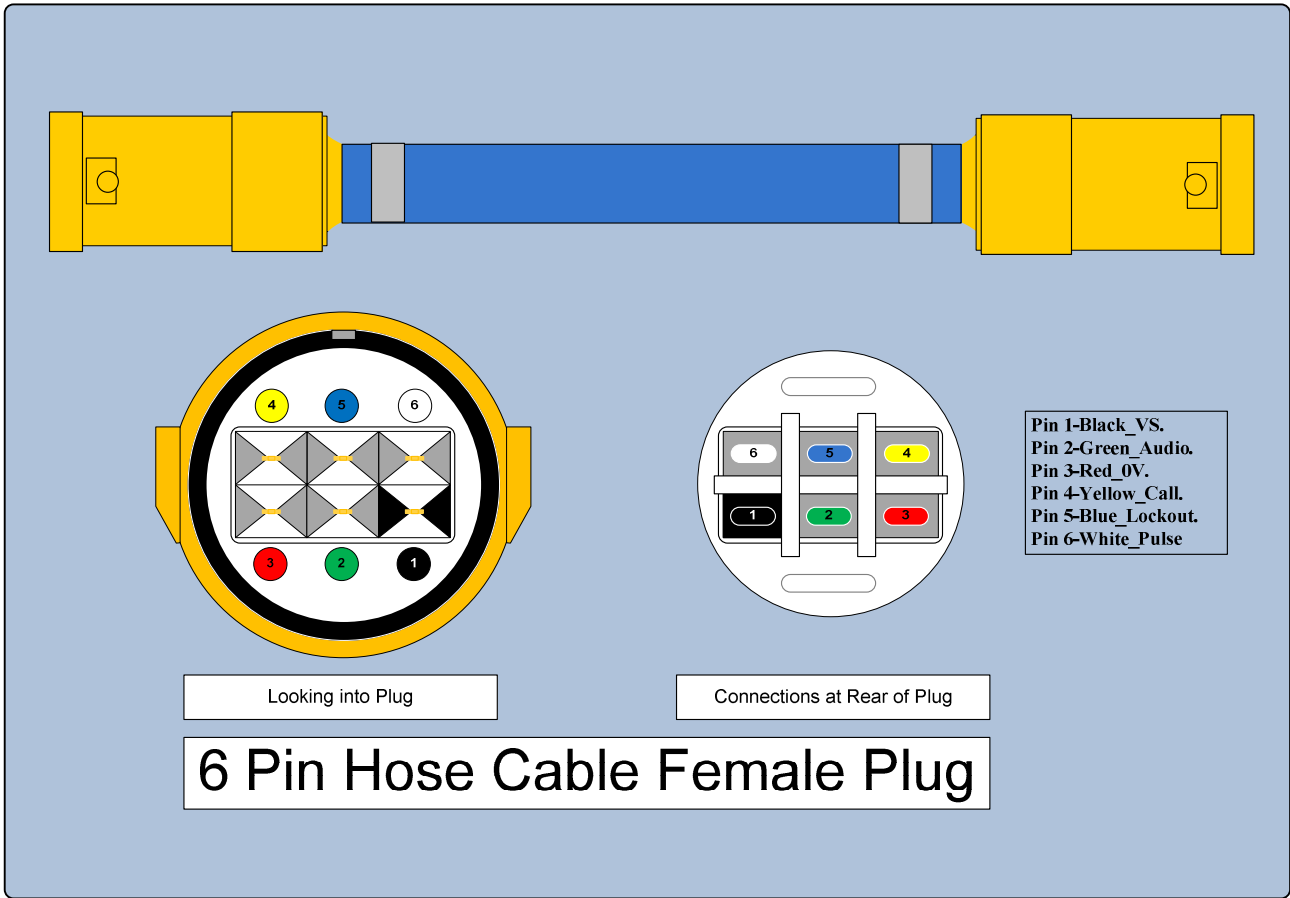 4 5 6
3 2 1
6 5 4
1 2 3
Pin 1-Black_VS.
Pin 2-Green_Audio.
Pin 3-Red_0V.
Pin 4-Yellow_Call.
Pin 5-Blue_Lockout.
Pin 6-White_Pulse
Looking into Plug
Connections at Rear of Plug
6 Pin Hose Cable Female Plug